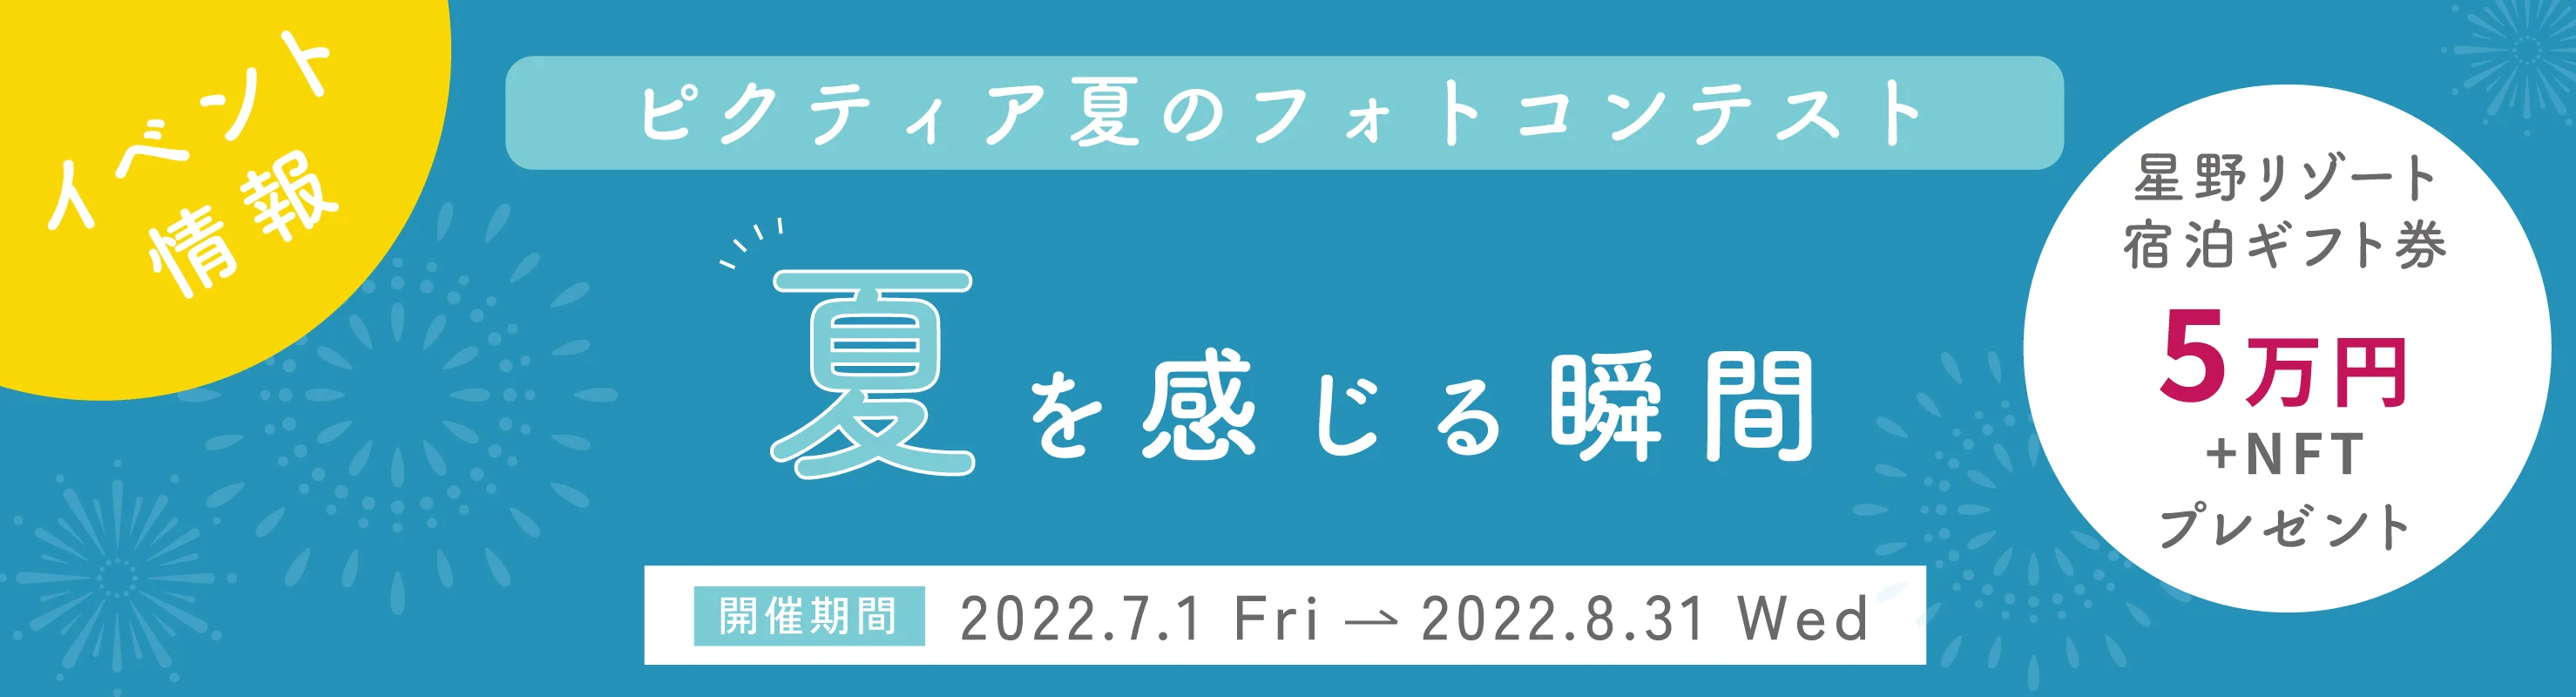 イベント
情報
ピクティア夏のフォトコンテスト
夏を感じる瞬間
開催期間 2022.7.1 Fri ⇀ 2022.8.31 Wed
星野リゾート
宿泊ギフト券
5万円
+NFT
プレゼント